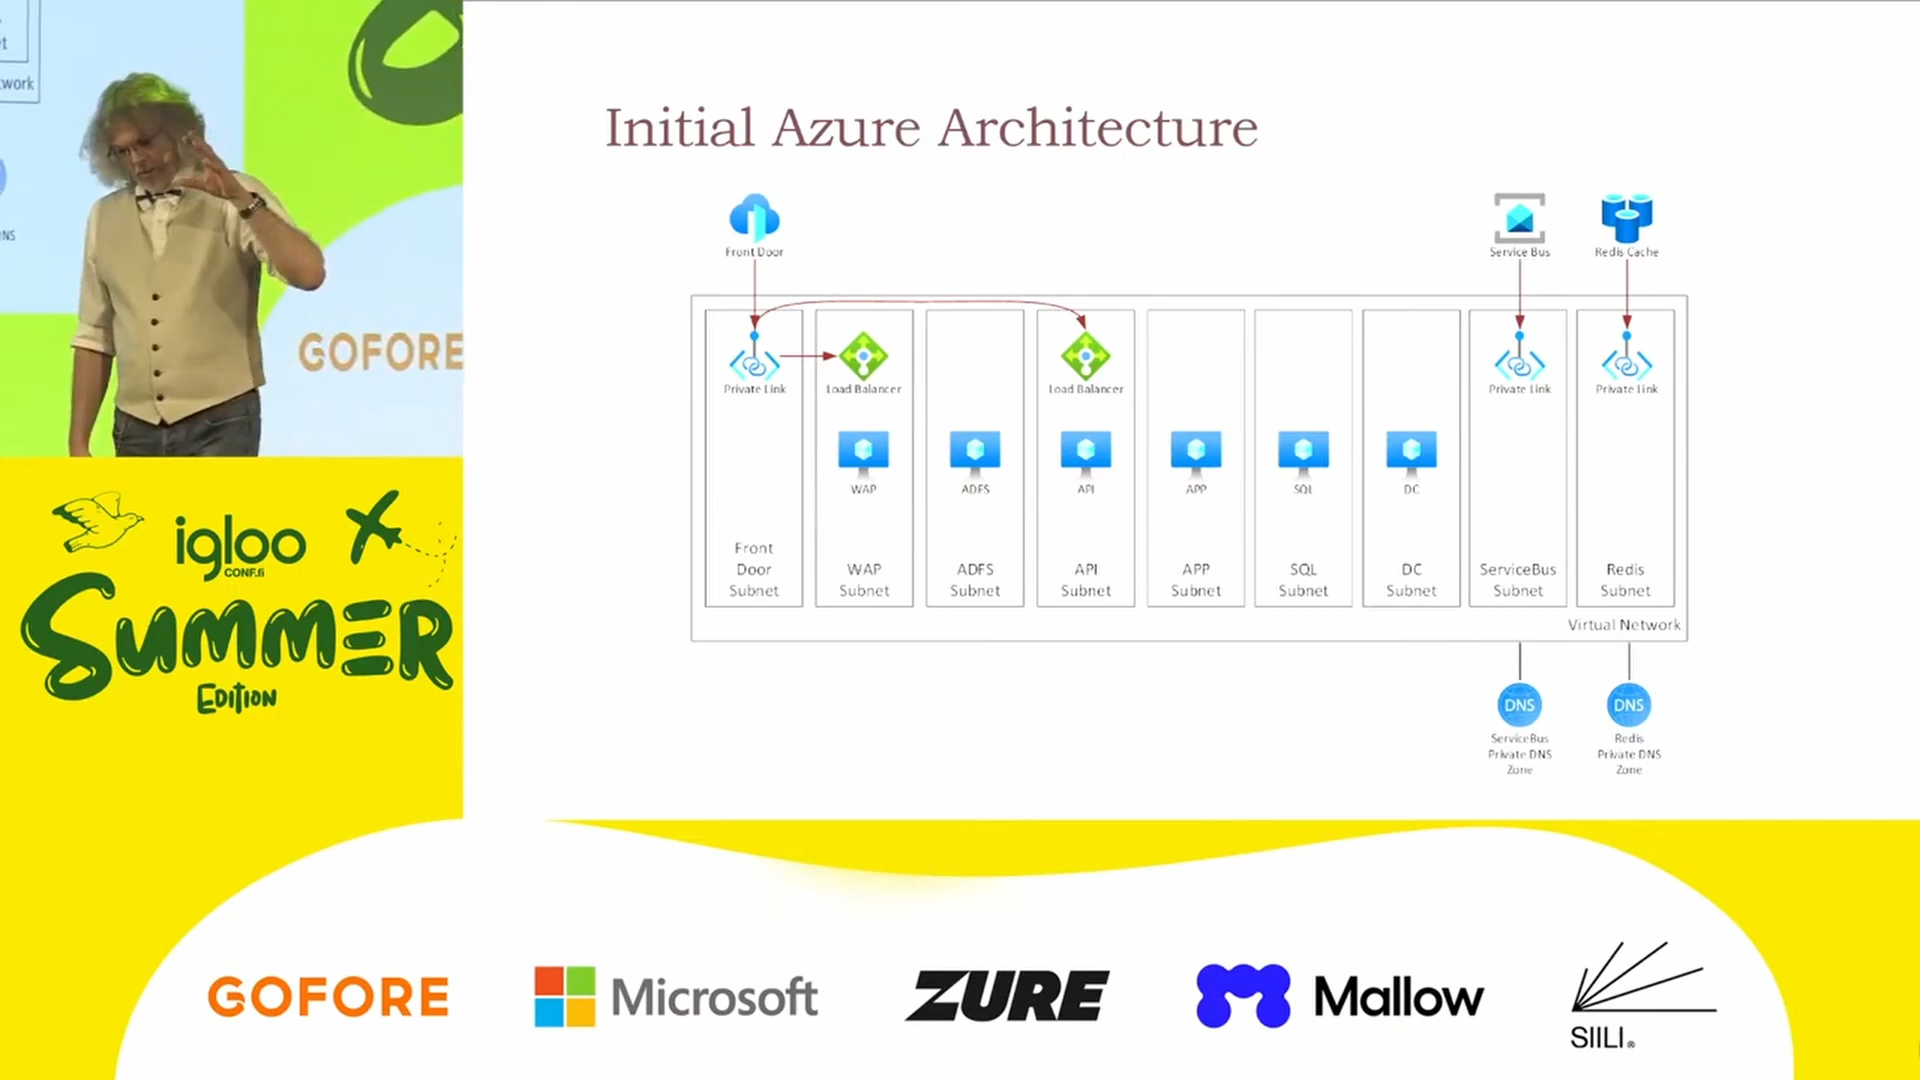 et
twork
NS
GOFORE
igloo
CONF.fi
SUMMER
EDITION
Initial Azure Architecture
Front Door
Service Bus
Redis Cache
Private Link
Load Balancer
Load Balancer
Private Link
Private Link
WAP
ADFS
API
APP
SQL
DC
Front
Door
Subnet
WAP
Subnet
ADFS
Subnet
API
Subnet
APP
Subnet
SQL
Subnet
DC
Subnet
ServiceBus
Subnet
Redis
Subnet
Virtual Network
DNS
ServiceBus
Private DNS
Zone
DNS
Redis
Private DNS
Zone
GOFORE
Microsoft
ZURE
Mallow
SIILI®